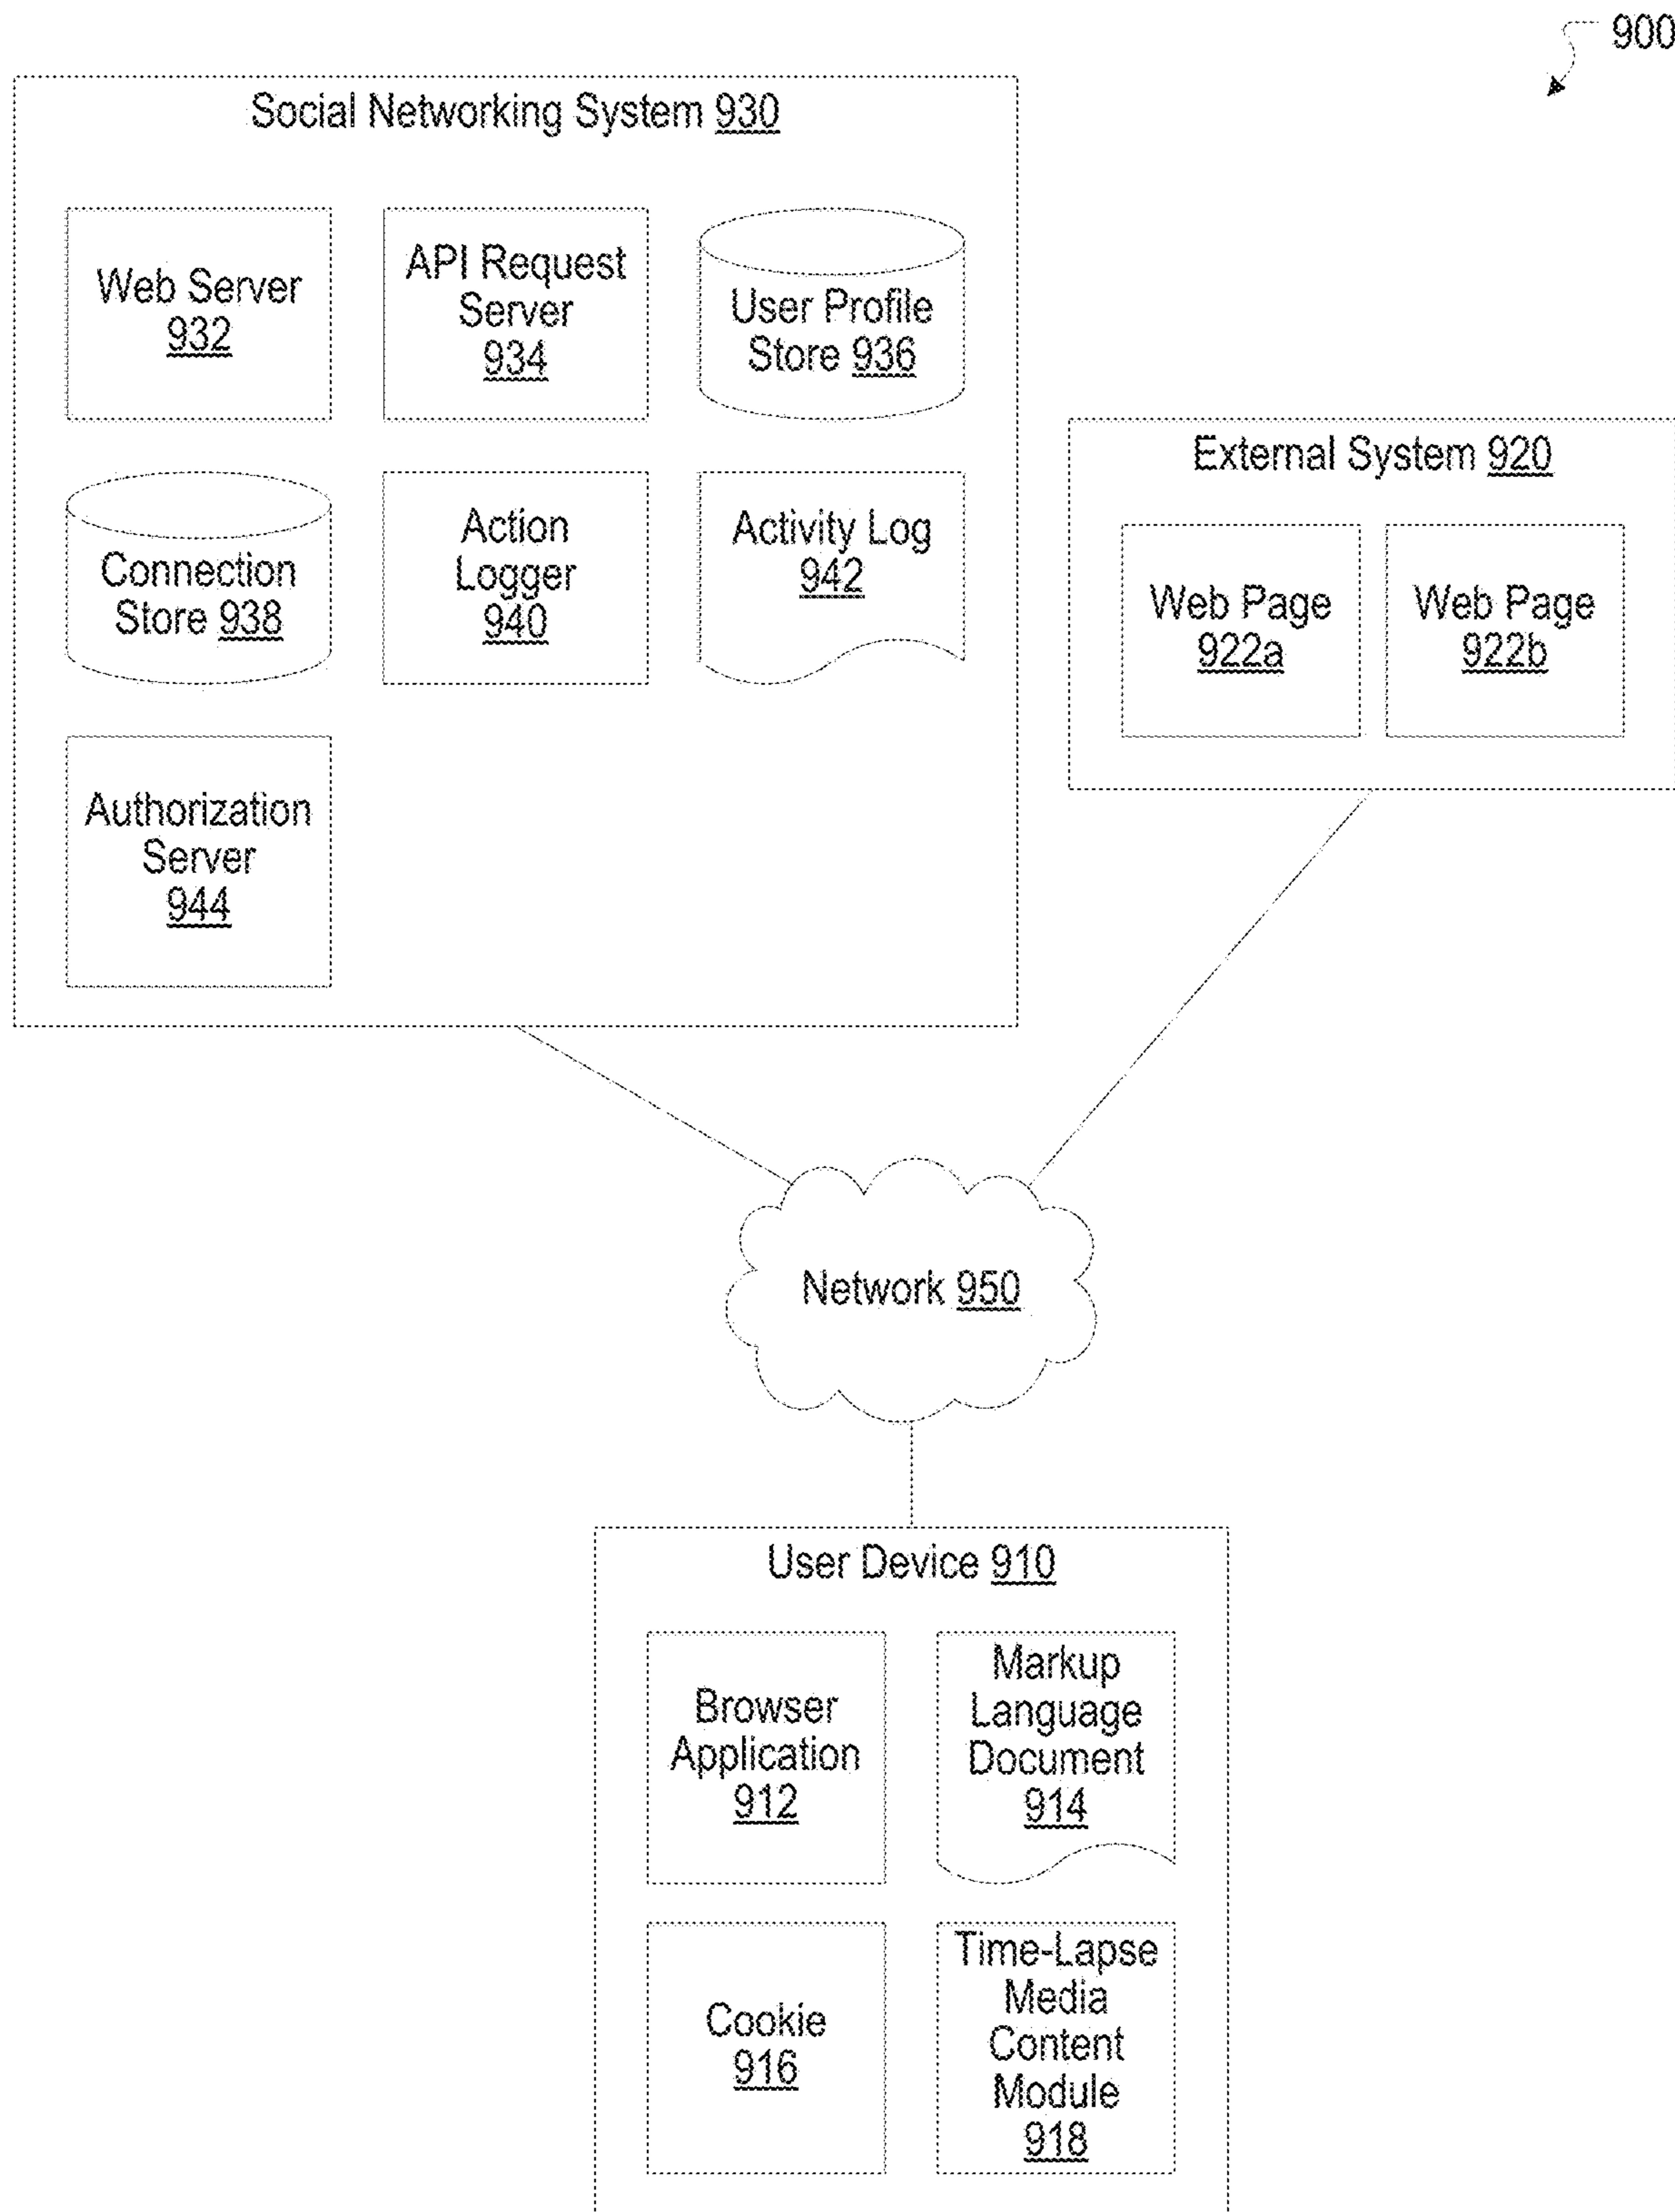 900
Social Networking System 930
Web Server
932
API Request
Server
934
User Profile
Store 936
Connection
Store 938
Action
Logger
940
Activity Log
942
Authorization
Server
944
External System 920
Web Page
922a
Web Page
922b
Network 950
User Device 910
Browser
Application
912
Markup
Language
Document
914
Cookie
916
Time-Lapse
Media
Content
Module
918